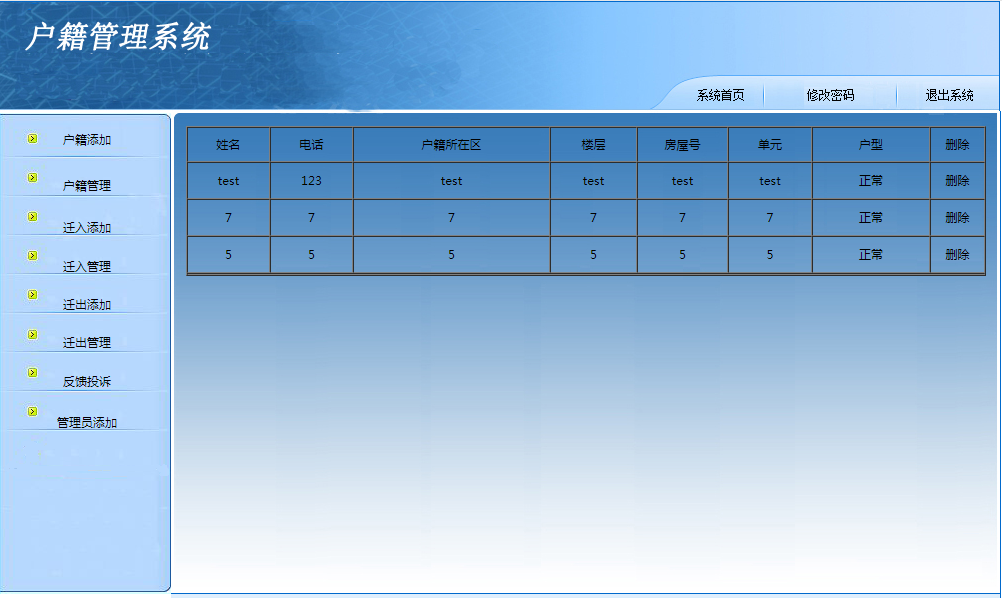 户籍管理系统
系统首页 修改密码 退出系统
户籍添加
户籍管理
迁入添加
迁入管理
迁出添加
迁出管理
反馈投诉
管理员添加
姓名 电话 户籍所在区 楼层 房屋号 单元 户型 删除
test 123 test test test test 正常 删除
7 7 7 7 7 7 正常 删除
5 5 5 5 5 5 正常 删除